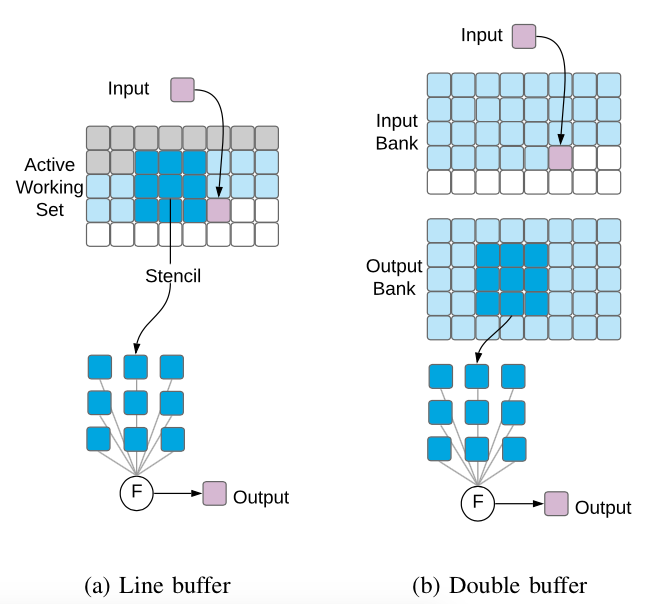 Input
Active
Working
Set
Stencil
F
Output
(a) Line buffer
Input
Input
Bank
Output
Bank
F
Output
(b) Double buffer